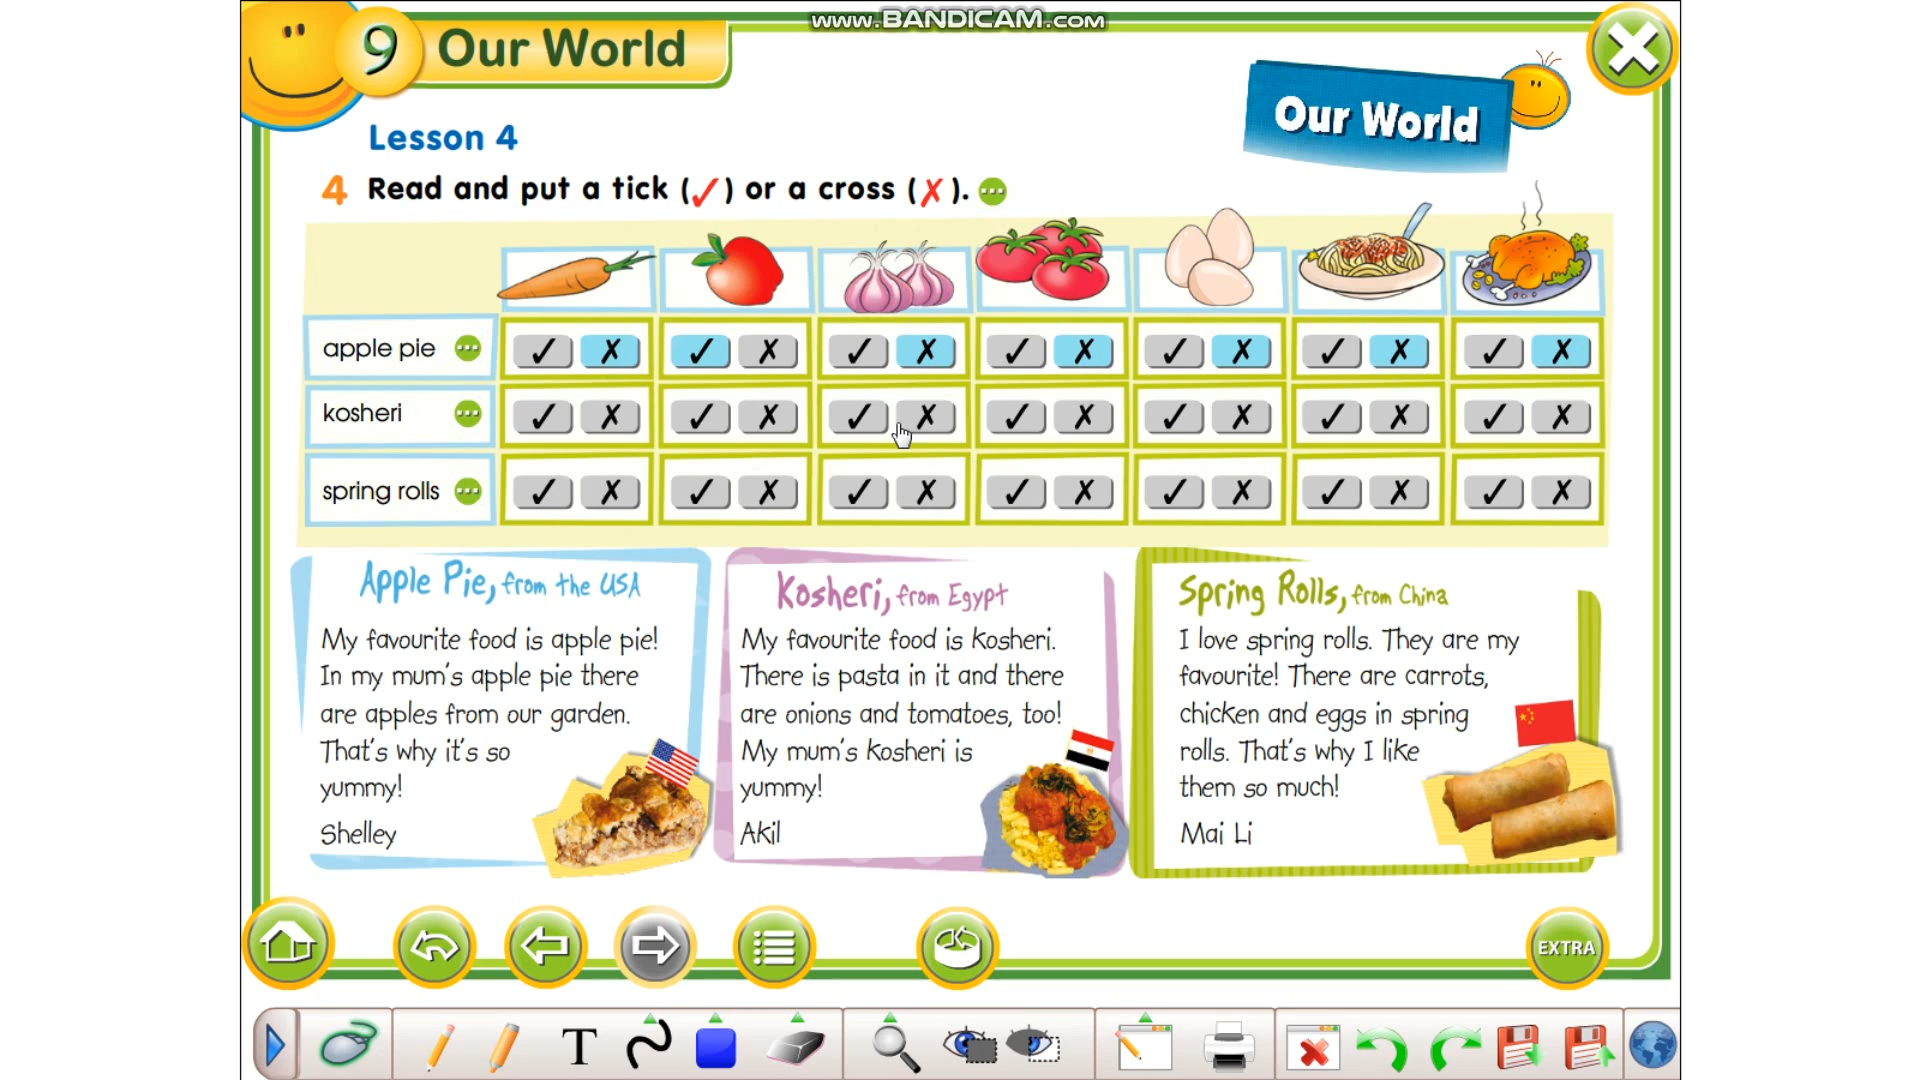 www.BANDICAM.com
9 Our World
Our World
Lesson 4
4 Read and put a tick (✓) or a cross (✗).
apple pie
kosheri
spring rolls
Apple Pie, from the USA
My favourite food is apple pie!
In my mum's apple pie there
are apples from our garden.
That's why it's so
yummy!
Shelley
Kosheri, from Egypt
My favourite food is kosheri.
There is pasta in it and there
are onions and tomatoes, too!
My mum's kosheri is
yummy!
Akil
Spring Rolls, from China
I love spring rolls. They are my
favourite! There are carrots,
chicken and eggs in spring
rolls. That's why I like
them so much!
Mai Li
EXTRA
T